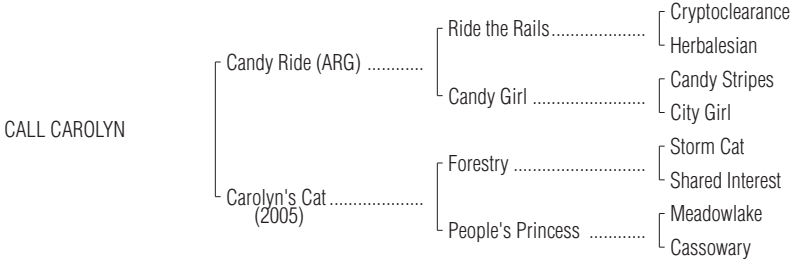 Cryptoclearance
Ride the Rails.....................
Herbalesian
Candy Ride (ARG) ............
Candy Stripes
Candy Girl .........................
City Girl
CALL CAROLYN
Storm Cat
Forestry .............................
Shared Interest
Carolyn's Cat.....................
(2005)
Meadowlake
People's Princess ............
Cassowary